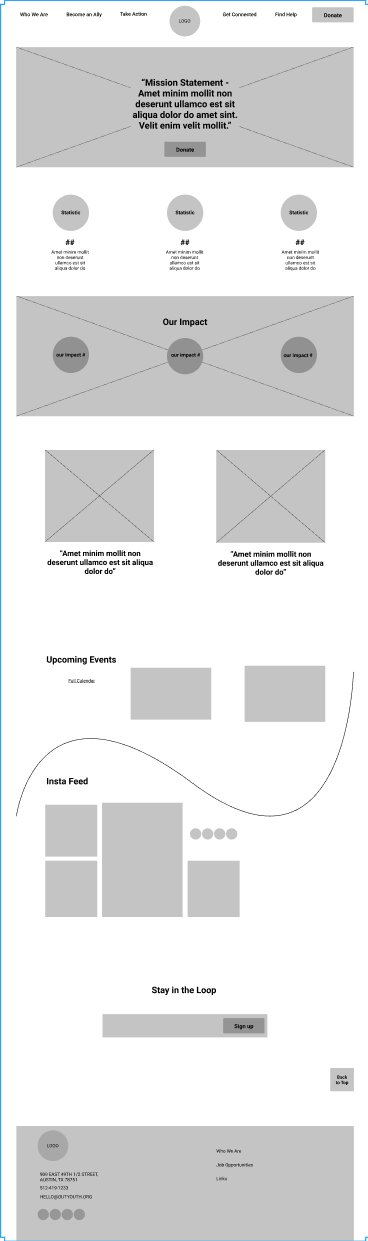 Who We Are
Become an Ally
Take Action
LOGO
Get Connected
Find Help
Donate
“Mission Statement -
Amet minim mollit non
deserunt ullamco est sit
aliqua dolor do amet sint.
Velit enim velit mollit.”
Donate
Statistic
Statistic
Statistic
##
##
##
Amet minim mollit
non deserunt
ullamco est sit
aliqua dolor do
Amet minim mollit
non deserunt
ullamco est sit
aliqua dolor do
Amet minim mollit
non deserunt
ullamco est sit
aliqua dolor do
Our Impact
our impact #
our impact #
our impact #
“Amet minim mollit non
deserunt ullamco est sit aliqua
dolor do”
“Amet minim mollit non
deserunt ullamco est sit aliqua
dolor do”
Upcoming Events
Full Calendar
Insta Feed
Stay in the Loop
Sign up
Back
to Top
LOGO
909 EAST 49TH 1/2 STREET,
AUSTIN, TX 78751
512-419-1233
HELLO@OUTYOUTH.ORG
Who We Are
Job Opportunities
Links